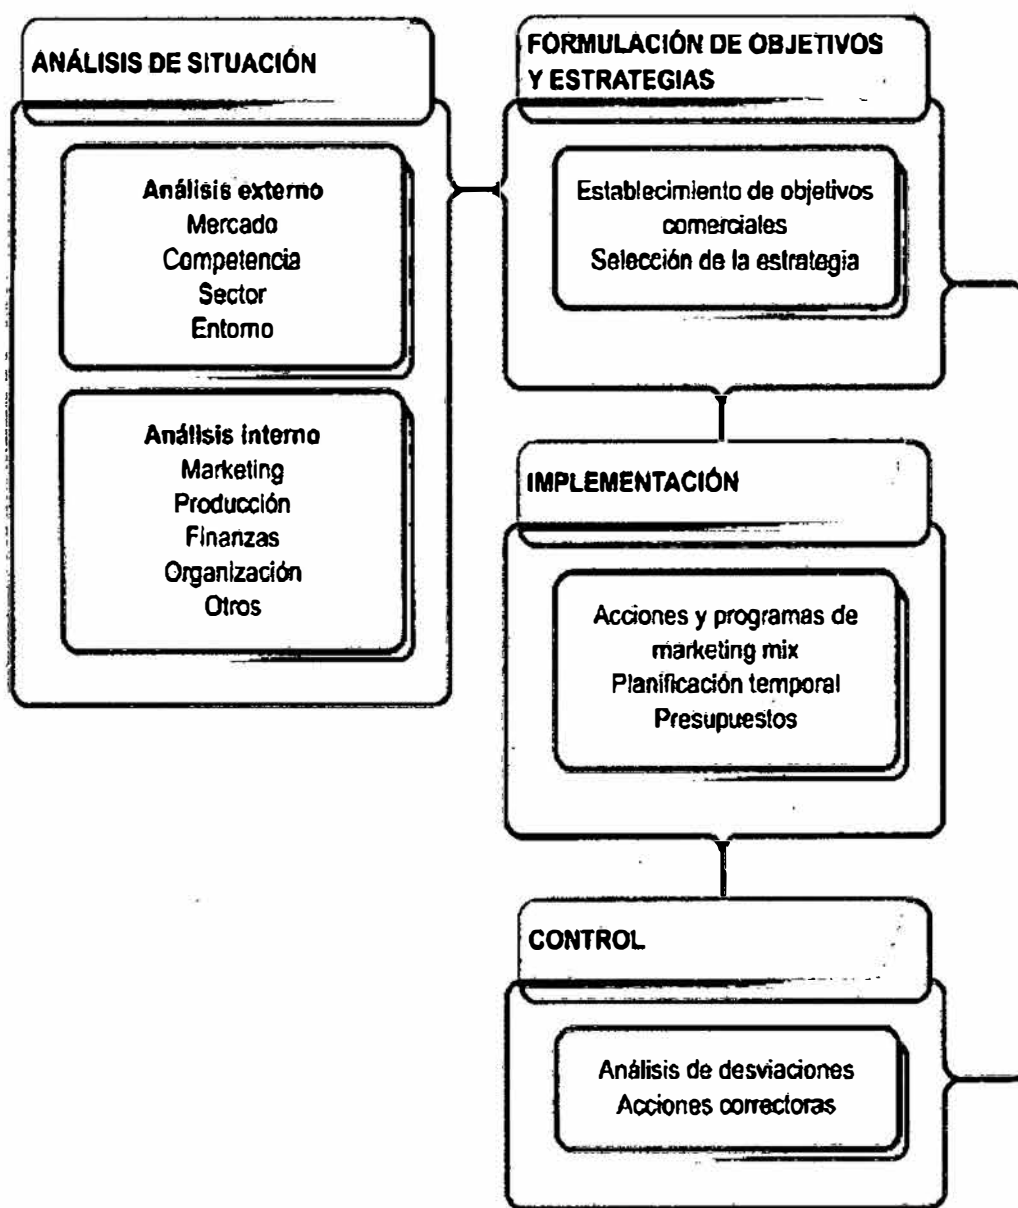 ANÁLISIS DE SITUACIÓN
Análisis externo
Mercado
Competencia
Sector
Entorno
Análisis interno
Marketing
Producción
Finanzas
Organización
Otros
FORMULACIÓN DE OBJETIVOS
Y ESTRATEGIAS
Establecimiento de objetivos
comerciales
Selección de la estrategia
IMPLEMENTACIÓN
Acciones y programas de
marketing mix
Planificación temporal
Presupuestos
CONTROL
Análisis de desviaciones
Acciones correctoras